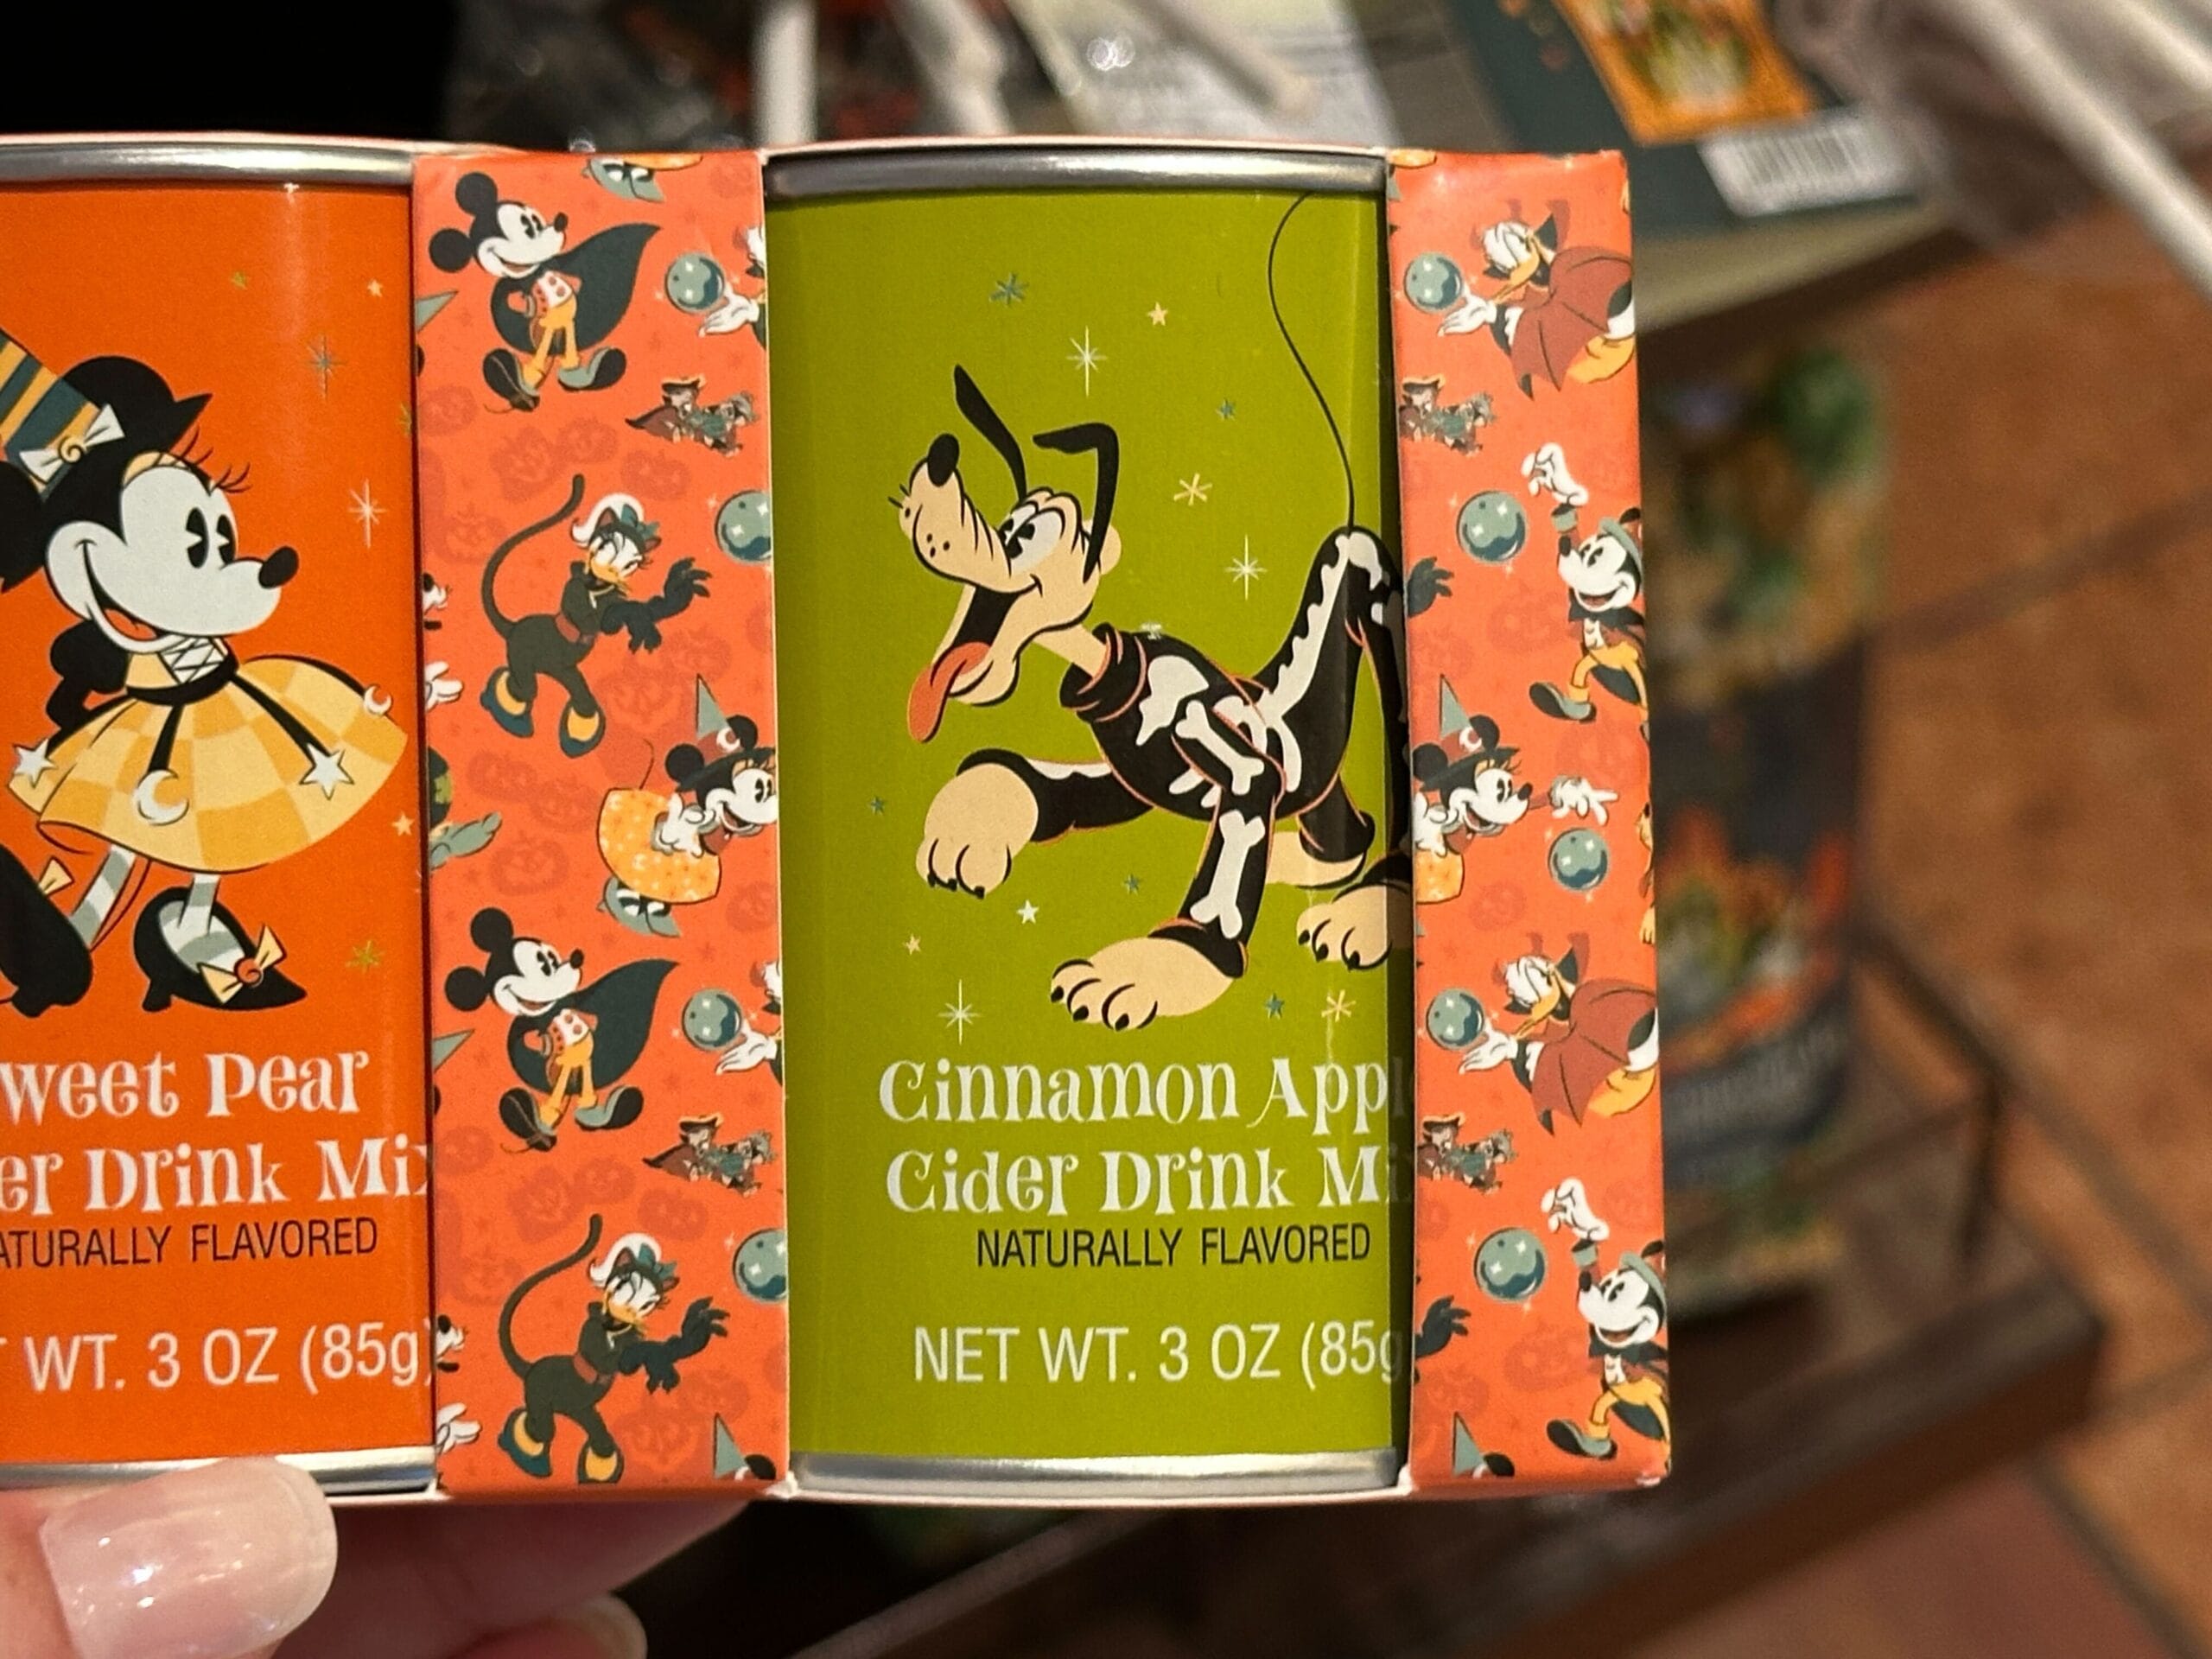 weet Pear
er Drink Mix
ATURALLY FLAVORED
T WT. 3 OZ (85g)
Cinnamon Appl
Cider Drink Mi
NATURALLY FLAVORED
NET WT. 3 OZ (85g